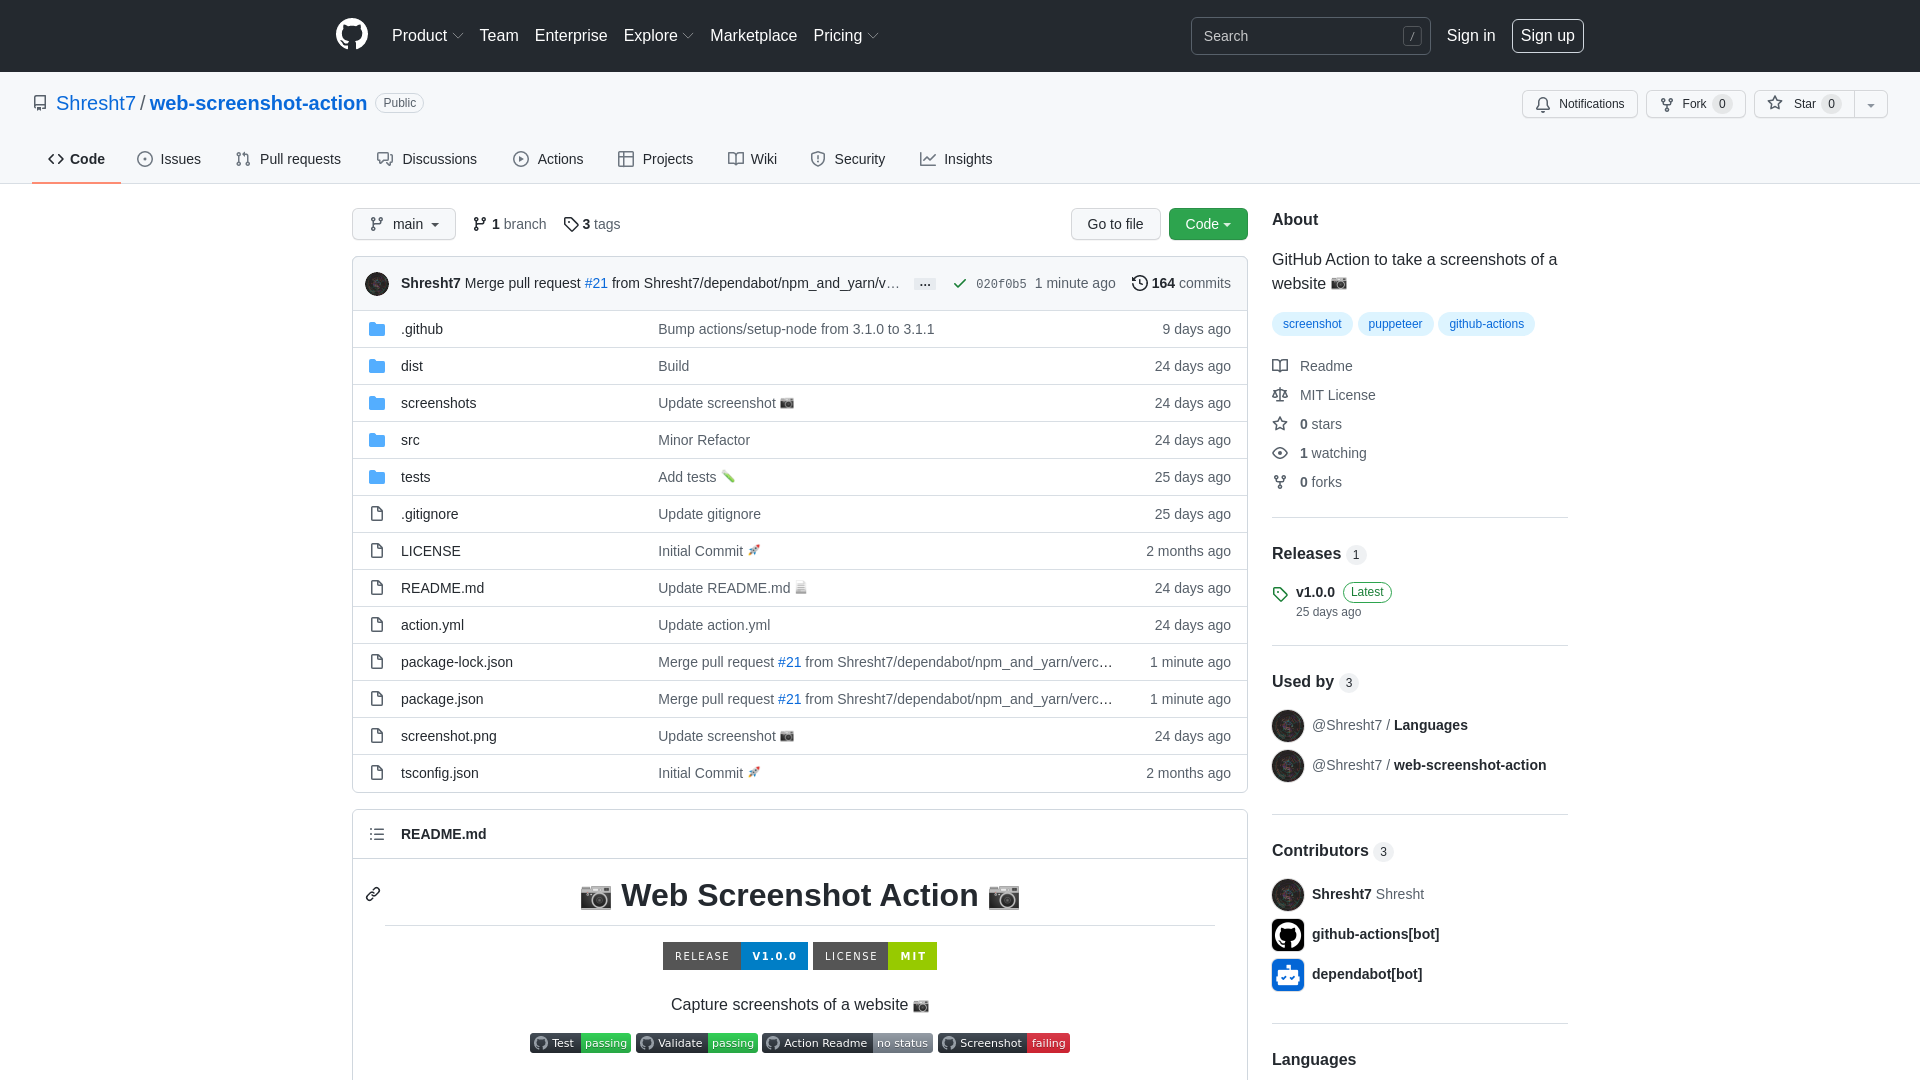 Product Team Enterprise Explore Marketplace Pricing Search / Sign in Sign up
Shresht7 / web-screenshot-action Public Notifications Fork 0 Star 0
Code Issues Pull requests Discussions Actions Projects Wiki Security Insights
main 1 branch 3 tags Go to file Code
Shresht7 Merge pull request #21 from Shresht7/dependabot/npm_and_yarn/v… … 020f0b5 1 minute ago 164 commits
.github Bump actions/setup-node from 3.1.0 to 3.1.1 9 days ago
dist Build 24 days ago
screenshots Update screenshot 📷 24 days ago
src Minor Refactor 24 days ago
tests Add tests 🧪 25 days ago
.gitignore Update gitignore 25 days ago
LICENSE Initial Commit 🚀 2 months ago
README.md Update README.md 📃 24 days ago
action.yml Update action.yml 24 days ago
package-lock.json Merge pull request #21 from Shresht7/dependabot/npm_and_yarn/verc… 1 minute ago
package.json Merge pull request #21 from Shresht7/dependabot/npm_and_yarn/verc… 1 minute ago
screenshot.png Update screenshot 📷 24 days ago
tsconfig.json Initial Commit 🚀 2 months ago
README.md
📷 Web Screenshot Action 📷
RELEASE V1.0.0 LICENSE MIT
Capture screenshots of a website 📷
Test passing Validate passing Action Readme no status Screenshot failing
About
GitHub Action to take a screenshots of a
website 📷
screenshot puppeteer github-actions
Readme
MIT License
0 stars
1 watching
0 forks
Releases 1
v1.0.0 Latest
25 days ago
Used by 3
@Shresht7 / Languages
@Shresht7 / web-screenshot-action
Contributors 3
Shresht7 Shresht
github-actions[bot]
dependabot[bot]
Languages